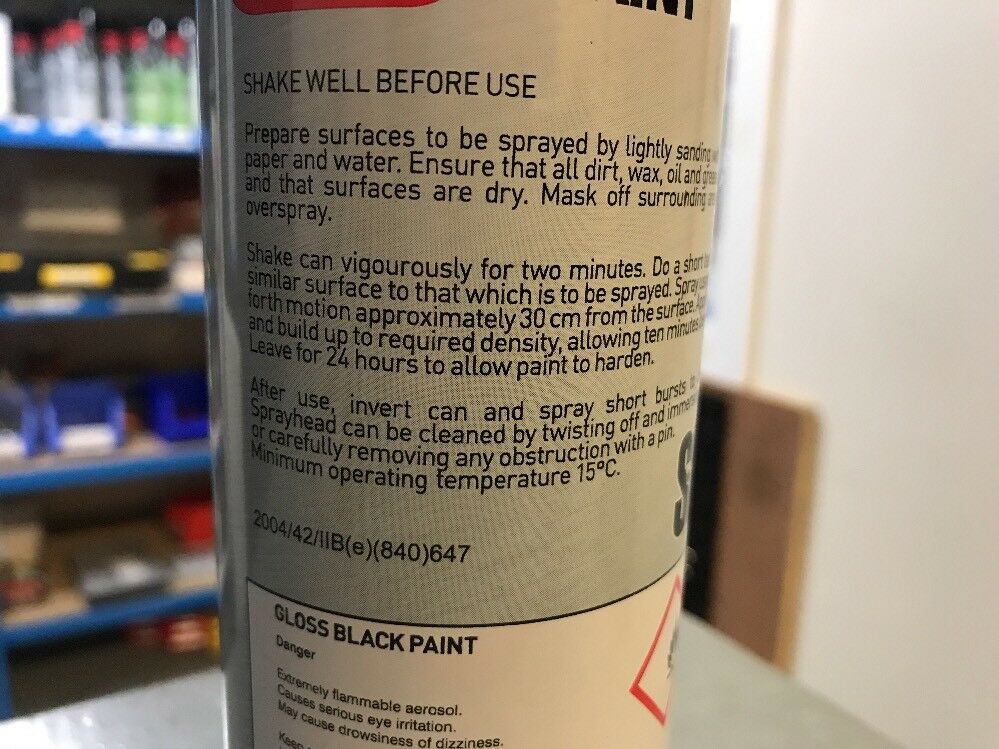 SHAKE WELL BEFORE USE
Prepare surfaces to be sprayed by lightly sanding
paper and water. Ensure that all dirt, wax, oil and
and that surfaces are dry. Mask off surrounding
overspray.
Shake can vigourously for two minutes. Do a short
similar surface to that which is to be sprayed. Spray
forth motion approximately 30 cm from the surface.
and build up to required density, allowing ten minutes
Leave for 24 hours to allow paint to harden.
After use, invert can and spray short bursts to
Sprayhead can be cleaned by twisting off and
or carefully removing any obstruction with a pin.
Minimum operating temperature 15°C.
2004/42/IIB(e)(840)647
GLOSS BLACK PAINT
Danger
Extremely flammable aerosol.
Causes serious eye irritation.
May cause drowsiness of dizziness.
Keep